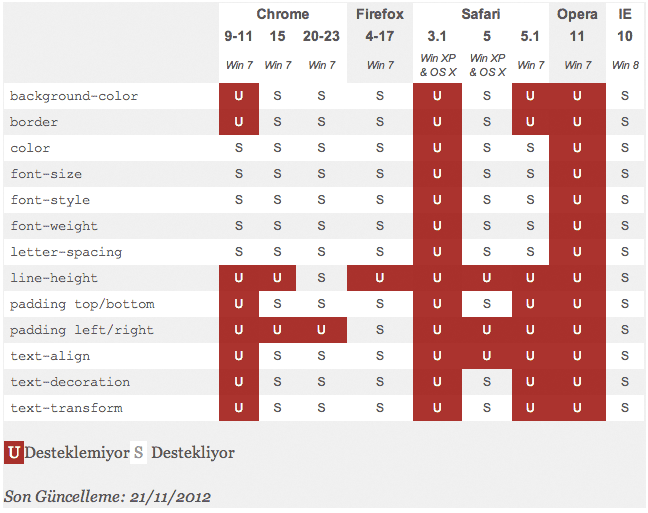 Chrome Firefox Safari Opera IE
9-11 15 20-23 4-17 3.1 5 5.1 11 10
Win 7 Win 7 Win 7 Win 7 Win XP & OS X Win XP & OS X Win 7 Win 7 Win 8
background-color U S S S U S U U S
border U S S S U S U U S
color S S S S U S S U S
font-size S S S S U S S U S
font-style S S S S U S S U S
font-weight S S S S U S S U S
letter-spacing S S S S U S S U S
line-height U U S U U U U U S
padding top/bottom U S S S U S U U S
padding left/right U U U S U U U U S
text-align U S S S U U U U S
text-decoration U S S S U S U U S
text-transform U S S S U S U U S
U Desteklemiyor S Destekliyor
Son Güncelleme: 21/11/2012